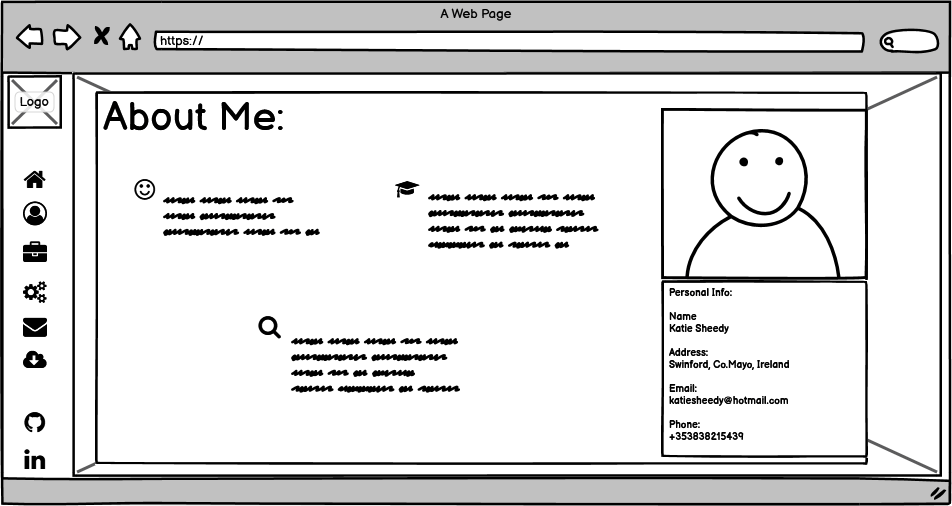 A Web Page
https://
Logo
About Me:
Personal Info:
Name
Katie Sheedy
Address:
Swinford, Co.Mayo, Ireland
Email:
katiesheedy@hotmail.com
Phone:
+353838215439
in